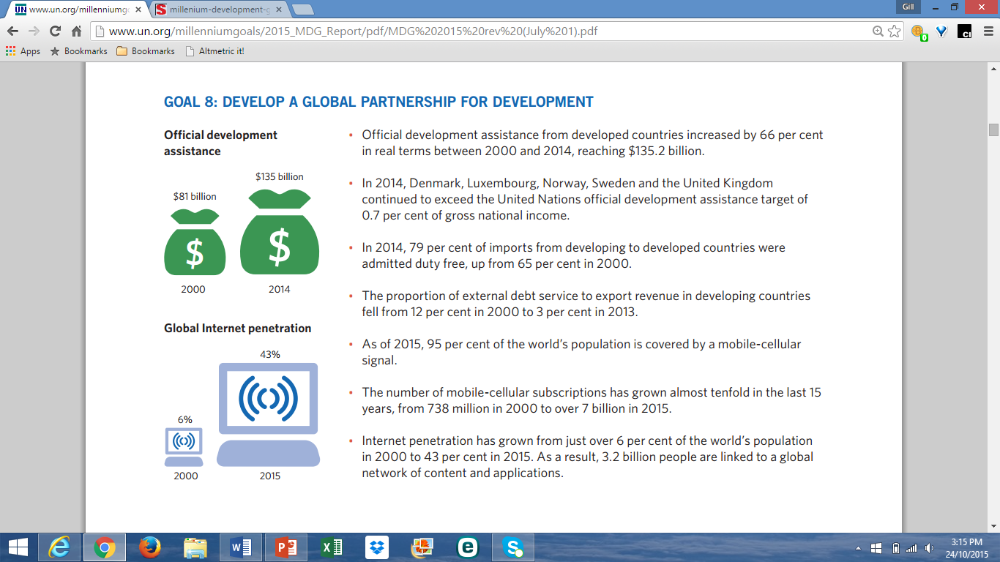 www.un.org/millenniumg
millenium-development-g
Gill
www.un.org/millenniumgoals/2015_MDG_Report/pdf/MDG%202015%20rev%20(July%201).pdf
0
CI
Apps
Bookmarks
Bookmarks
Altmetric it!
GOAL 8: DEVELOP A GLOBAL PARTNERSHIP FOR DEVELOPMENT
Official development
assistance
$81 billion
$135 billion
$
$
2000
2014
Global Internet penetration
6%
43%
2000
2015
• Official development assistance from developed countries increased by 66 per cent
in real terms between 2000 and 2014, reaching $135.2 billion.
• In 2014, Denmark, Luxembourg, Norway, Sweden and the United Kingdom
continued to exceed the United Nations official development assistance target of
0.7 per cent of gross national income.
• In 2014, 79 per cent of imports from developing to developed countries were
admitted duty free, up from 65 per cent in 2000.
• The proportion of external debt service to export revenue in developing countries
fell from 12 per cent in 2000 to 3 per cent in 2013.
• As of 2015, 95 per cent of the world's population is covered by a mobile-cellular
signal.
• The number of mobile-cellular subscriptions has grown almost tenfold in the last 15
years, from 738 million in 2000 to over 7 billion in 2015.
• Internet penetration has grown from just over 6 per cent of the world's population
in 2000 to 43 per cent in 2015. As a result, 3.2 billion people are linked to a global
network of content and applications.
3:15 PM
24/10/2015